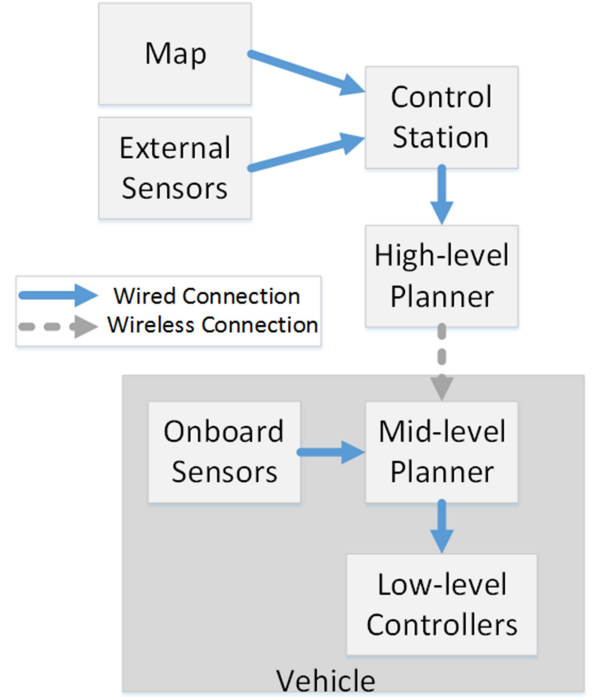 Map
Control
Station
External
Sensors
High-level
Planner
Wired Connection
Wireless Connection
Onboard
Sensors
Mid-level
Planner
Low-level
Controllers
Vehicle